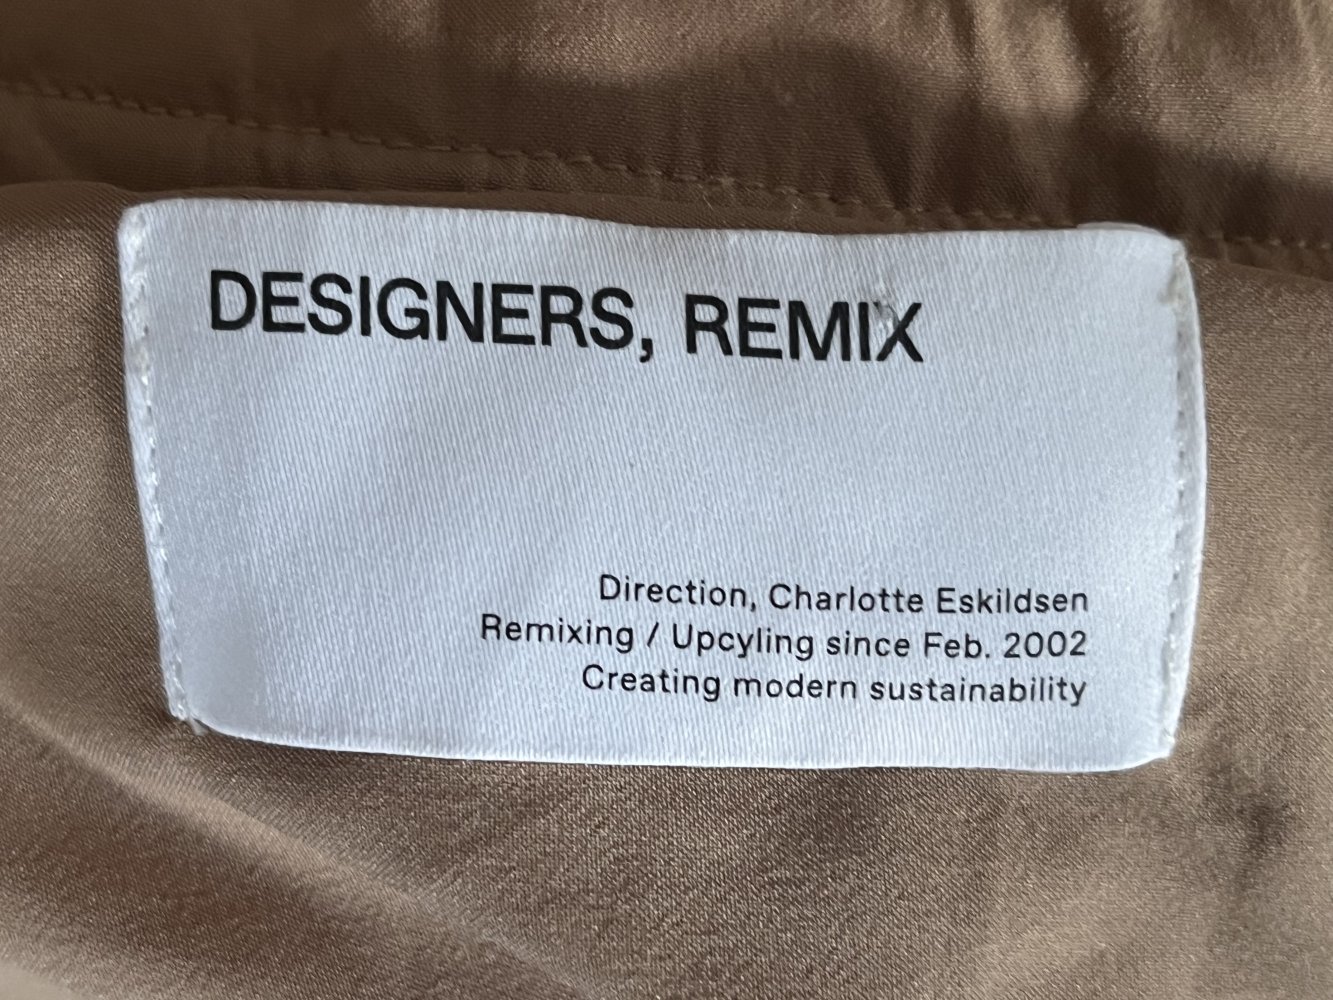 DESIGNERS, REMIX
Direction, Charlotte Eskildsen
Remixing / Upcyling since Feb. 2002
Creating modern sustainability